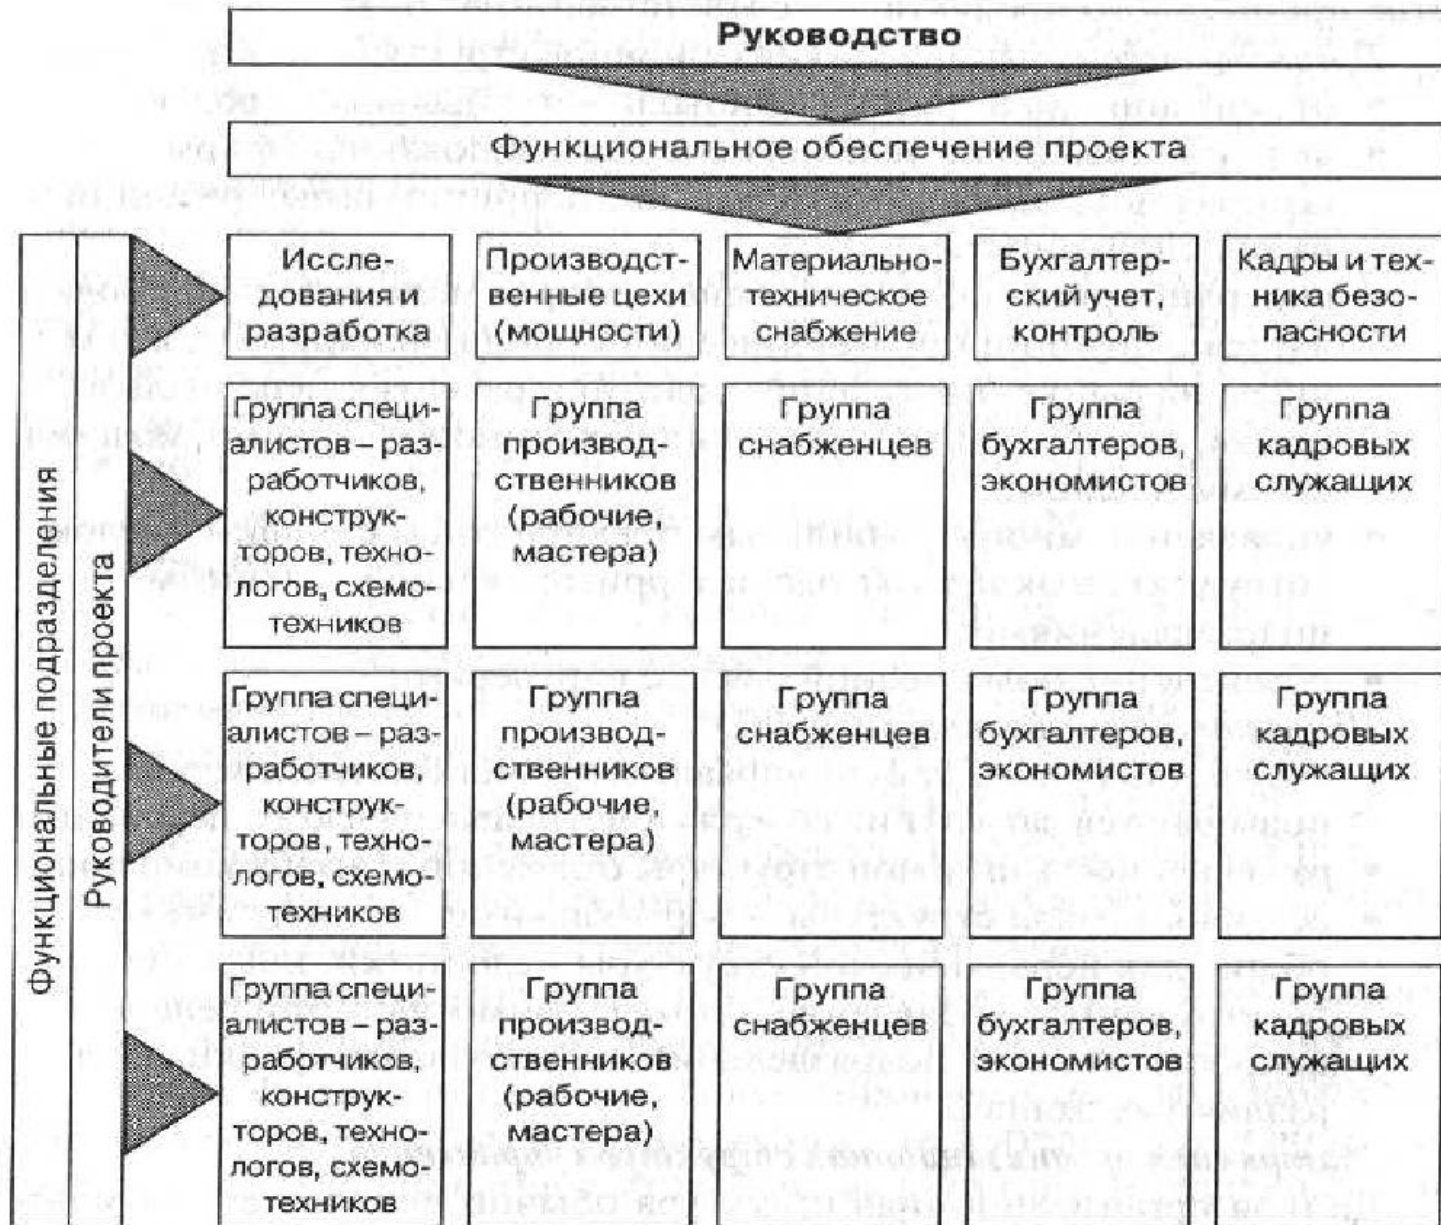 Руководство
Функциональное обеспечение проекта
Функциональные подразделения
Руководители проекта
Иссле-
дования и
разработка
Производст-
венные цехи
(мощности)
Материально-
техническое
снабжение
Бухгалтер-
ский учет,
контроль
Кадры и тех-
ника безо-
пасности
Группа специ-
алистов – раз-
работчиков,
конструк-
торов, техно-
логов, схемо-
техников
Группа
производ-
ственников
(рабочие,
мастера)
Группа
снабженцев
Группа
бухгалтеров,
экономистов
Группа
кадровых
служащих
Группа специ-
алистов – раз-
работчиков,
конструк-
торов, техно-
логов, схемо-
техников
Группа
производ-
ственников
(рабочие,
мастера)
Группа
снабженцев
Группа
бухгалтеров,
экономистов
Группа
кадровых
служащих
Группа специ-
алистов – раз-
работчиков,
конструк-
торов, техно-
логов, схемо-
техников
Группа
производ-
ственников
(рабочие,
мастера)
Группа
снабженцев
Группа
бухгалтеров,
экономистов
Группа
кадровых
служащих